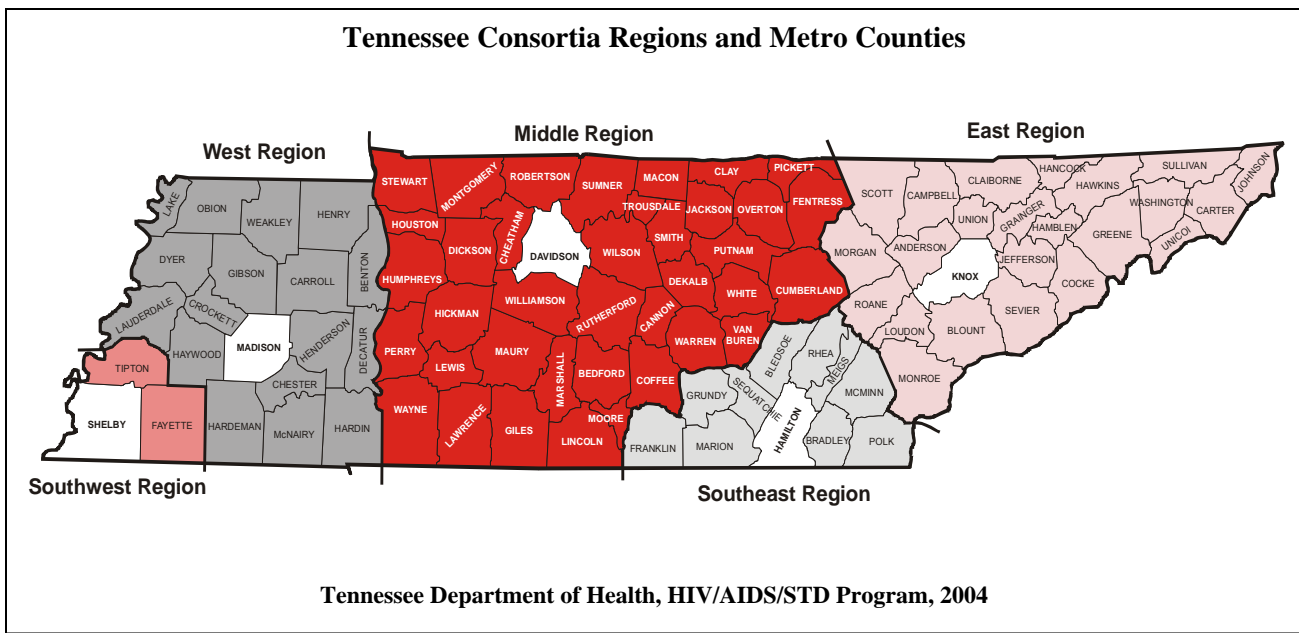 Tennessee Consortia Regions and Metro Counties
West Region
Middle Region
East Region
LAKE
OBION
WEAKLEY
HENRY
DYER
GIBSON
CARROLL
BENTON
LAUDERDALE
CROCKETT
HAYWOOD
MADISON
HENDERSON
DECATUR
CHESTER
HARDEMAN
McNAIRY
HARDIN
TIPTON
SHELBY
FAYETTE
STEWART
MONTGOMERY
ROBERTSON
SUMNER
MACON
CLAY
PICKETT
TROUSDALE
JACKSON
OVERTON
FENTRESS
HOUSTON
DICKSON
CHEATHAM
DAVIDSON
WILSON
SMITH
PUTNAM
HUMPHREYS
HICKMAN
WILLIAMSON
RUTHERFORD
CANNON
DEKALB
WHITE
CUMBERLAND
PERRY
LEWIS
MAURY
MARSHALL
BEDFORD
COFFEE
WARREN
VAN
BUREN
WAYNE
LAWRENCE
GILES
LINCOLN
MOORE
SCOTT
CAMPBELL
CLAIBORNE
HANCOCK
HAWKINS
SULLIVAN
JOHNSON
UNION
GRAINGER
HAMBLEN
GREENE
WASHINGTON
CARTER
UNICOI
MORGAN
ANDERSON
KNOX
JEFFERSON
COCKE
ROANE
LOUDON
BLOUNT
SEVIER
MONROE
BLEDSOE
RHEA
MEIGS
MCMINN
GRUNDY
SEQUATCHIE
HAMILTON
FRANKLIN
MARION
BRADLEY
POLK
Southwest Region
Southeast Region
Tennessee Department of Health, HIV/AIDS/STD Program, 2004